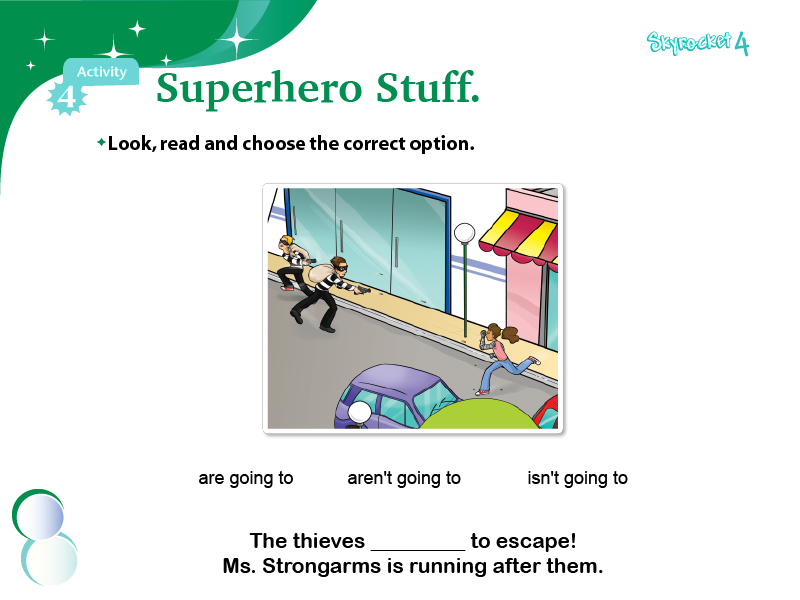 Skyrocket 4
Activity
4
Superhero Stuff.
Look, read and choose the correct option.
are going to aren't going to isn't going to
The thieves _________ to escape!
Ms. Strongarms is running after them.